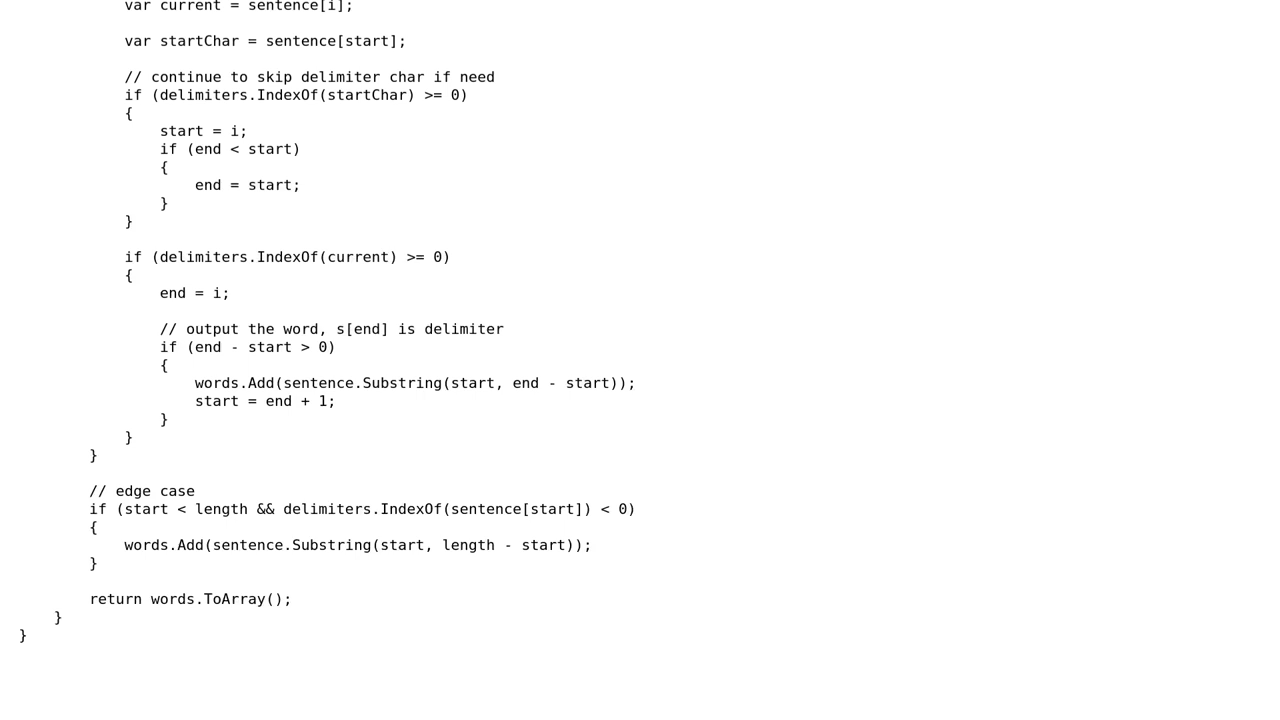 var current = sentence[i];
var startChar = sentence[start];
// continue to skip delimiter char if need
if (delimiters.IndexOf(startChar) >= 0)
{
start = i;
if (end < start)
{
end = start;
}
}
if (delimiters.IndexOf(current) >= 0)
{
end = i;
// output the word, s[end] is delimiter
if (end - start > 0)
{
words.Add(sentence.Substring(start, end - start));
start = end + 1;
}
}
}
// edge case
if (start < length && delimiters.IndexOf(sentence[start]) < 0)
{
words.Add(sentence.Substring(start, length - start));
}
return words.ToArray();
}
}